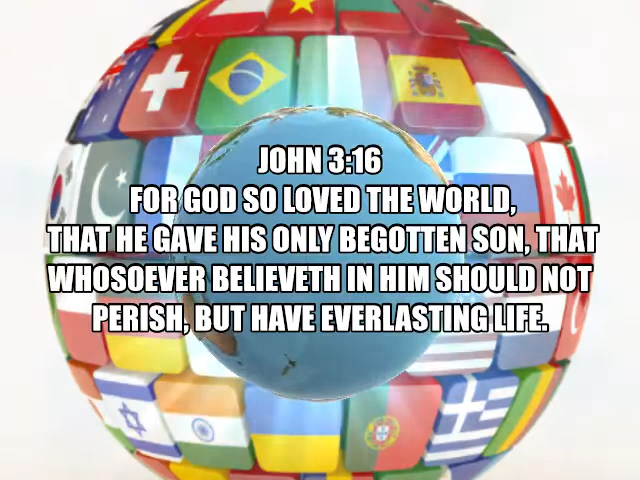 JOHN 3:16
FOR GOD SO LOVED THE WORLD,
THAT HE GAVE HIS ONLY BEGOTTEN SON, THAT
WHOSOEVER BELIEVETH IN HIM SHOULD NOT
PERISH, BUT HAVE EVERLASTING LIFE.